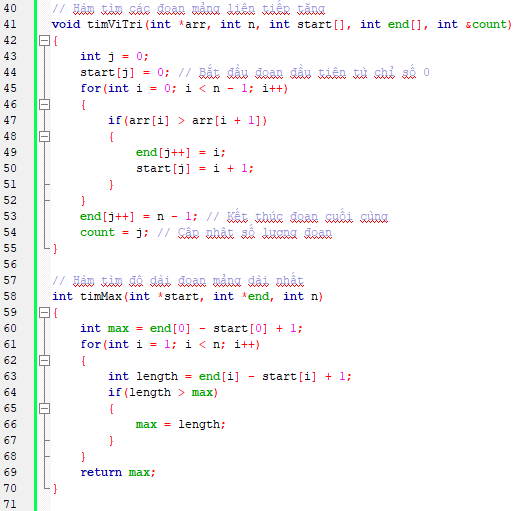 40 // Hàm tìm các đoạn mảng liên tiếp tăng
41 void timViTri(int *arr, int n, int start[], int end[], int &count)
42 {
43 int j = 0;
44 start[j] = 0; // Bắt đầu đoạn đầu tiên từ chỉ số 0
45 for(int i = 0; i < n - 1; i++)
46 {
47 if(arr[i] > arr[i + 1])
48 {
49 end[j++] = i;
50 start[j] = i + 1;
51 }
52 }
53 end[j++] = n - 1; // Kết thúc đoạn cuối cùng
54 count = j; // Cập nhật số lượng đoạn
55 }
56
57 // Hàm tìm độ dài đoạn mảng dài nhất
58 int timMax(int *start, int *end, int n)
59 {
60 int max = end[0] - start[0] + 1;
61 for(int i = 1; i < n; i++)
62 {
63 int length = end[i] - start[i] + 1;
64 if(length > max)
65 {
66 max = length;
67 }
68 }
69 return max;
70 }
71